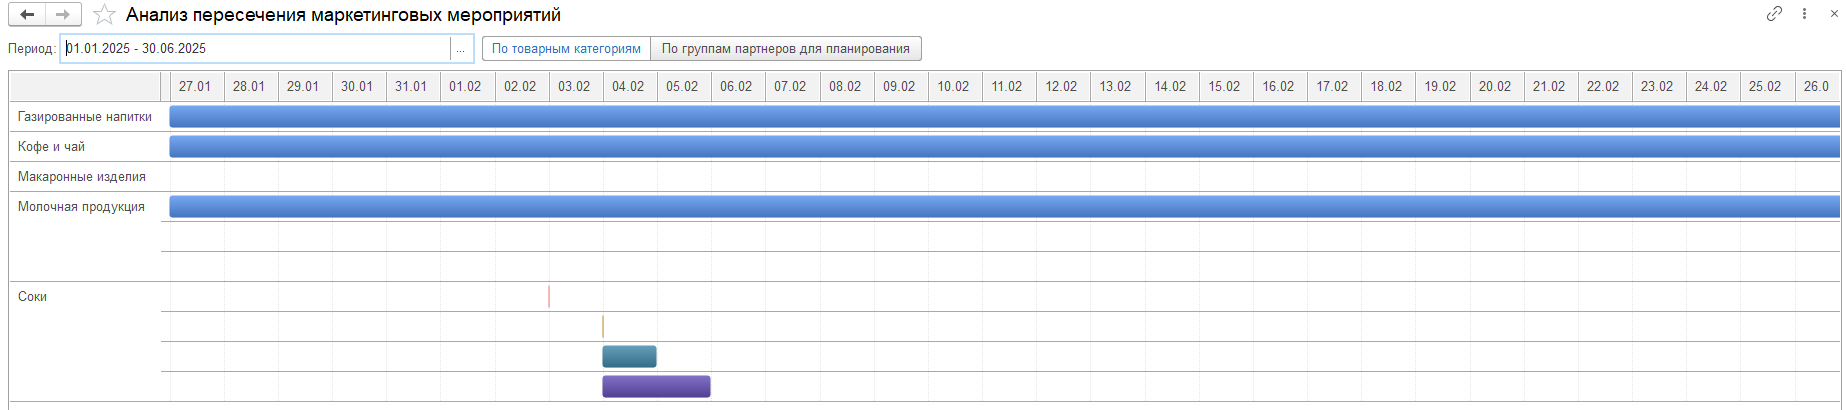 Анализ пересечения маркетинговых мероприятий
Период: 01.01.2025 - 30.06.2025 ... По товарным категориям По группам партнеров для планирования
27.01 28.01 29.01 30.01 31.01 01.02 02.02 03.02 04.02 05.02 06.02 07.02 08.02 09.02 10.02 11.02 12.02 13.02 14.02 15.02 16.02 17.02 18.02 19.02 20.02 21.02 22.02 23.02 24.02 25.02 26.0
Газированные напитки
Кофе и чай
Макаронные изделия
Молочная продукция
Соки